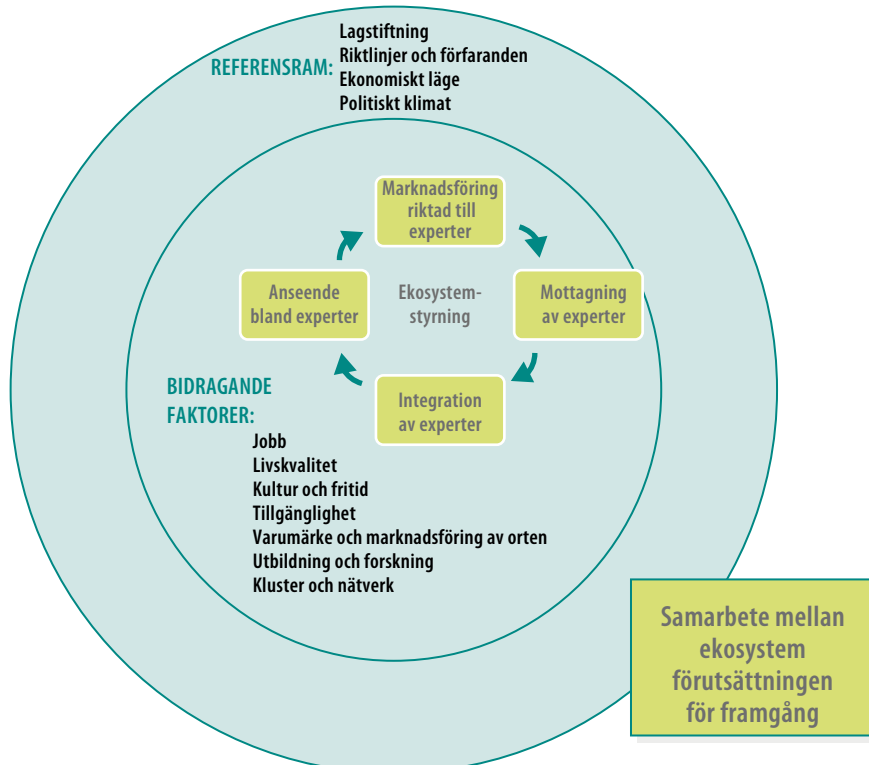 REFERENSRAM:
Lagstiftning
Riktlinjer och förfaranden
Ekonomiskt läge
Politiskt klimat
Marknadsföring
riktad till
experter
Anseende
bland experter
Ekosystem-
styrning
Mottagning
av experter
Integration
av experter
BIDRAGANDE
FAKTORER:
Jobb
Livskvalitet
Kultur och fritid
Tillgänglighet
Varumärke och marknadsföring av orten
Utbildning och forskning
Kluster och nätverk
Samarbete mellan
ekosystem
förutsättningen
för framgång